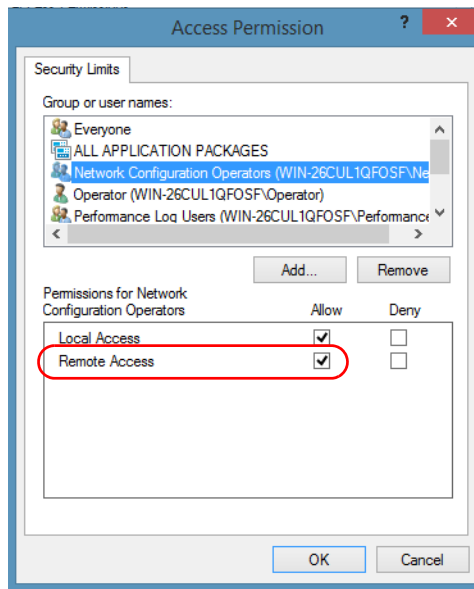 Access Permission
?
Security Limits
Group or user names:
Everyone
ALL APPLICATION PACKAGES
Network Configuration Operators (WIN-26CUL1QFOSF\Ne
Operator (WIN-26CUL1QFOSF\Operator)
Performance Log Users (WIN-26CUL1QFOSF\Performance
Add... Remove
Permissions for Network
Configuration Operators Allow Deny
Local Access
Remote Access
OK Cancel